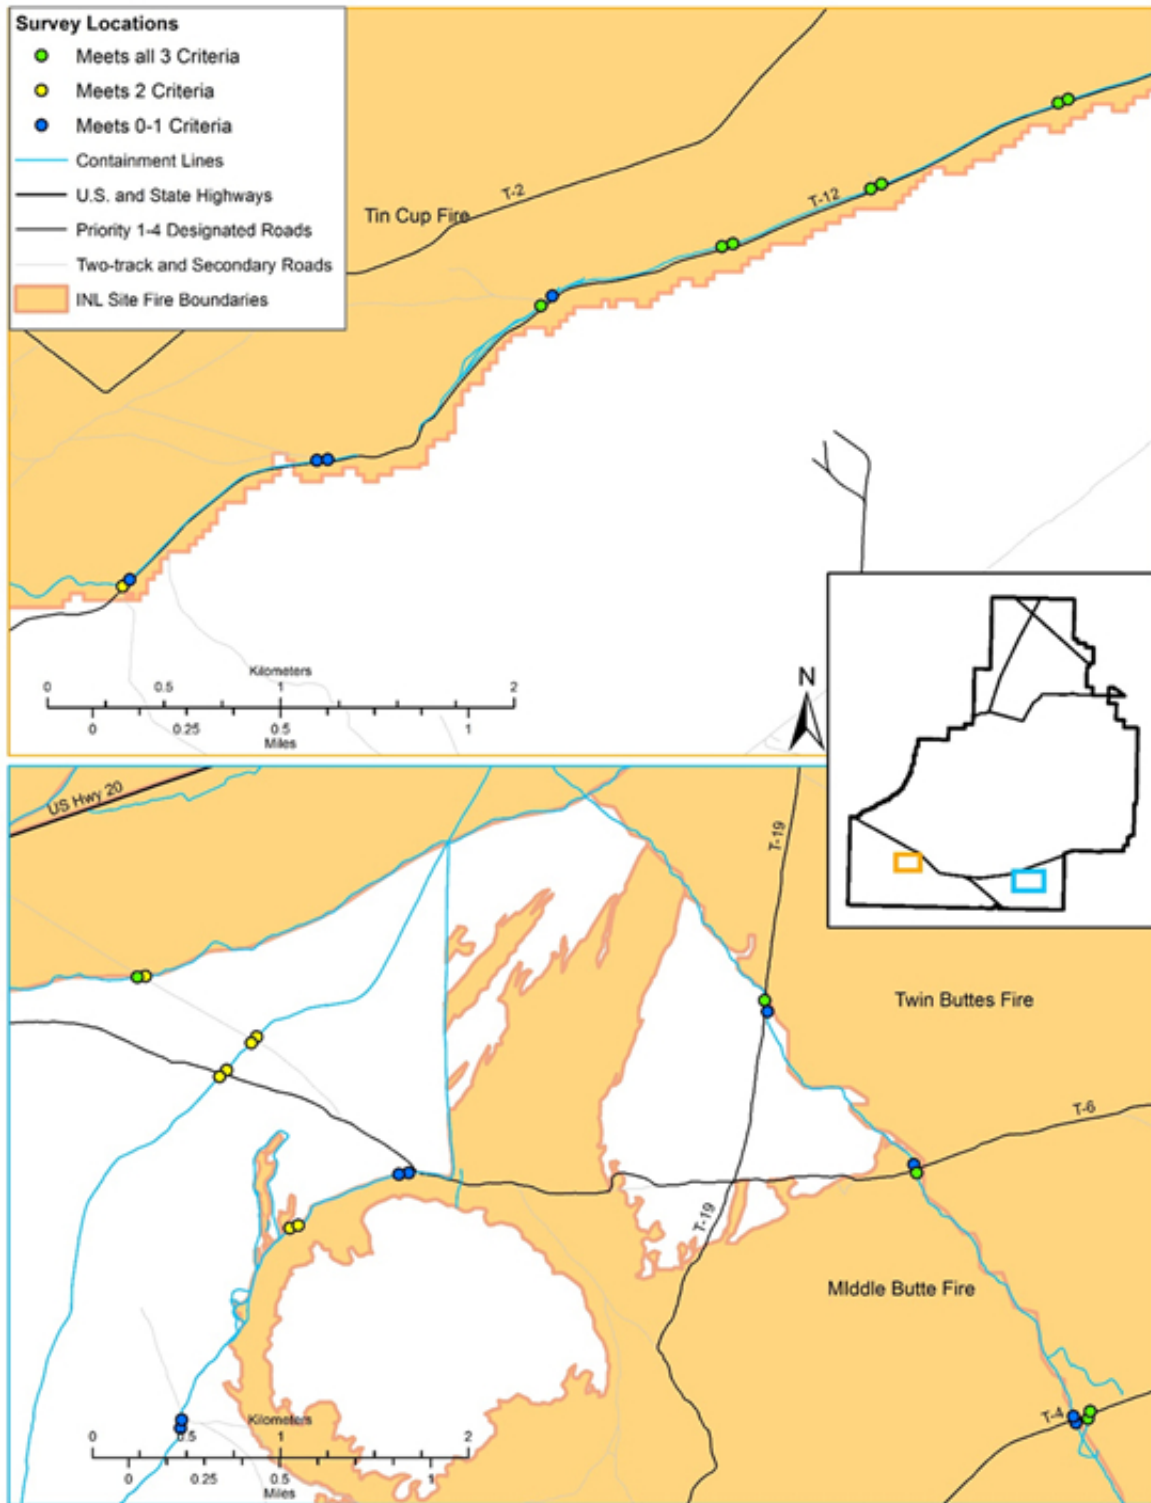 Survey Locations
Meets all 3 Criteria
Meets 2 Criteria
Meets 0-1 Criteria
Containment Lines
U.S. and State Highways
Priority 1-4 Designated Roads
Two-track and Secondary Roads
INL Site Fire Boundaries
T-2
Tin Cup Fire
T-12
Kilometers
0 0.5 1 2
0 0.25 0.5 1
Miles
N
US Hwy 20
T-19
Twin Buttes Fire
T-6
T-19
MIddle Butte Fire
T-4
Kilometers
0 0.5 1 2
0 0.25 0.5 1
Miles